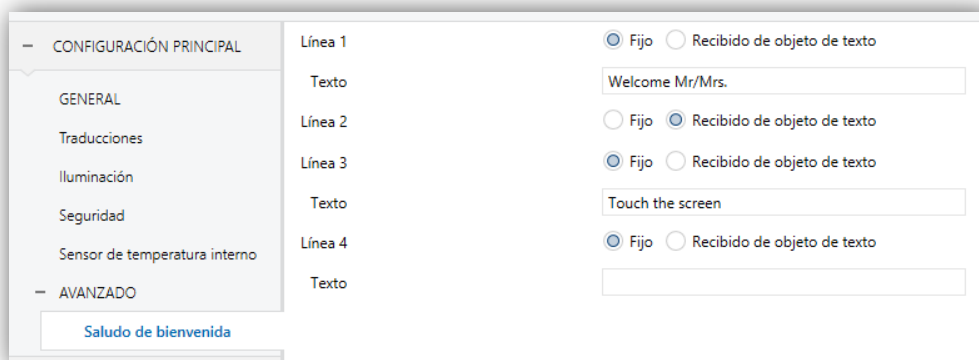 CONFIGURACIÓN PRINCIPAL
GENERAL
Traducciones
Iluminación
Seguridad
Sensor de temperatura interno
AVANZADO
Saludo de bienvenida
Línea 1 Fijo Recibido de objeto de texto
Texto Welcome Mr/Mrs.
Línea 2 Fijo Recibido de objeto de texto
Línea 3 Fijo Recibido de objeto de texto
Texto Touch the screen
Línea 4 Fijo Recibido de objeto de texto
Texto